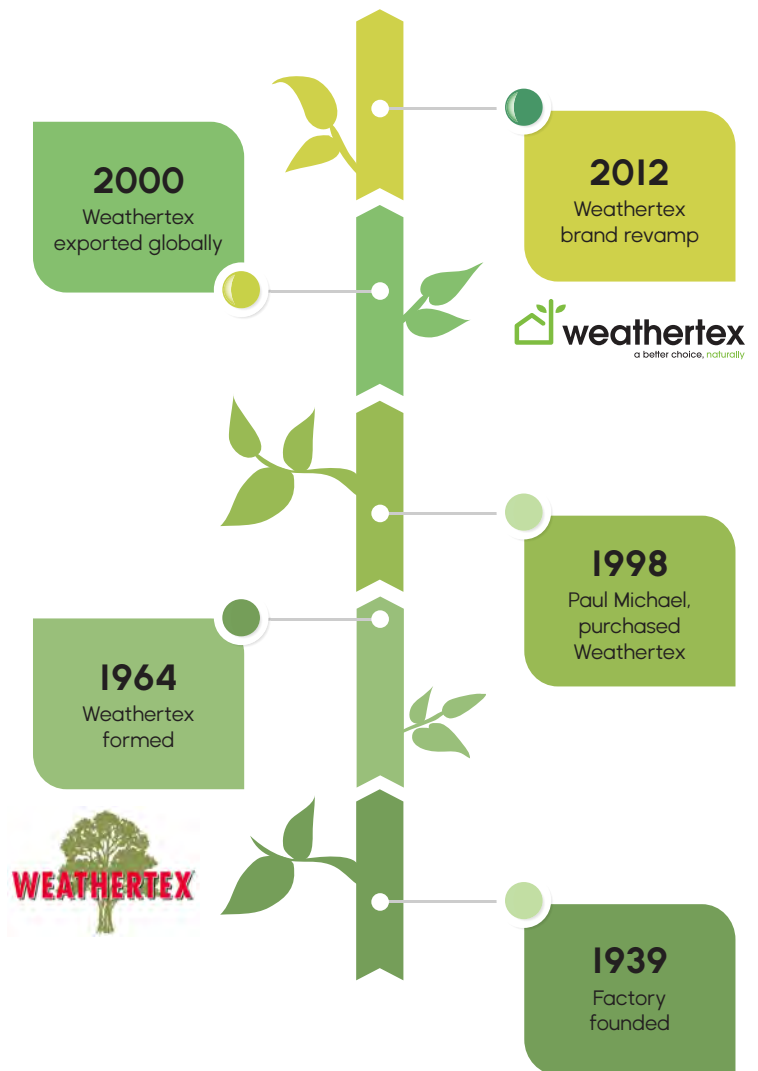 2000
Weathertex
exported globally
2012
Weathertex
brand revamp
weathertex
a better choice, naturally
1998
Paul Michael,
purchased
Weathertex
1964
Weathertex
formed
WEATHERTEX
1939
Factory
founded